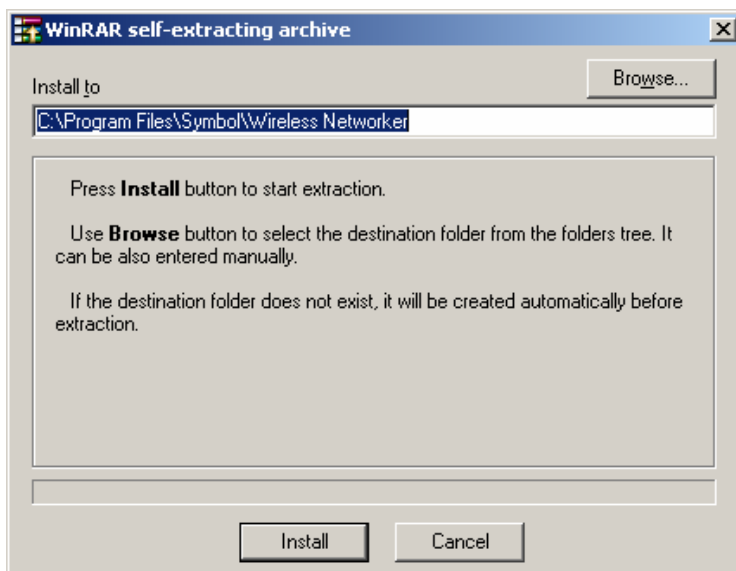 WinRAR self-extracting archive
Browse...
Install to
C:\Program Files\Symbol\Wireless Networker
Press Install button to start extraction.
Use Browse button to select the destination folder from the folders tree. It
can be also entered manually.
If the destination folder does not exist, it will be created automatically before
extraction.
Install
Cancel